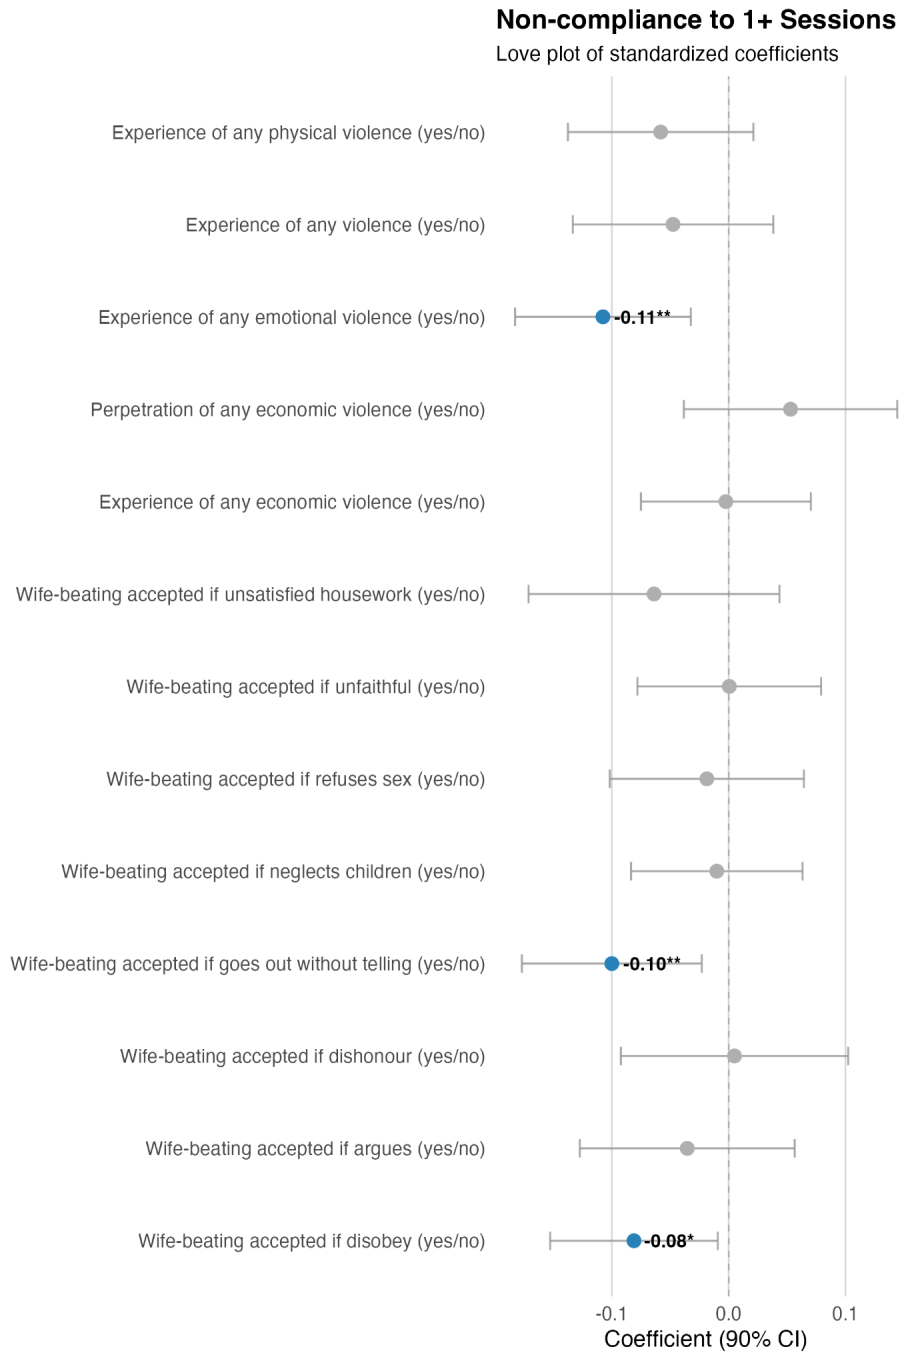 Non-compliance to 1+ Sessions
Love plot of standardized coefficients
Experience of any physical violence (yes/no)
Experience of any violence (yes/no)
Experience of any emotional violence (yes/no)
-0.11**
Perpetration of any economic violence (yes/no)
Experience of any economic violence (yes/no)
Wife-beating accepted if unsatisfied housework (yes/no)
Wife-beating accepted if unfaithful (yes/no)
Wife-beating accepted if refuses sex (yes/no)
Wife-beating accepted if neglects children (yes/no)
Wife-beating accepted if goes out without telling (yes/no)
-0.10**
Wife-beating accepted if dishonour (yes/no)
Wife-beating accepted if argues (yes/no)
Wife-beating accepted if disobey (yes/no)
-0.08*
-0.1 0.0 0.1
Coefficient (90% CI)